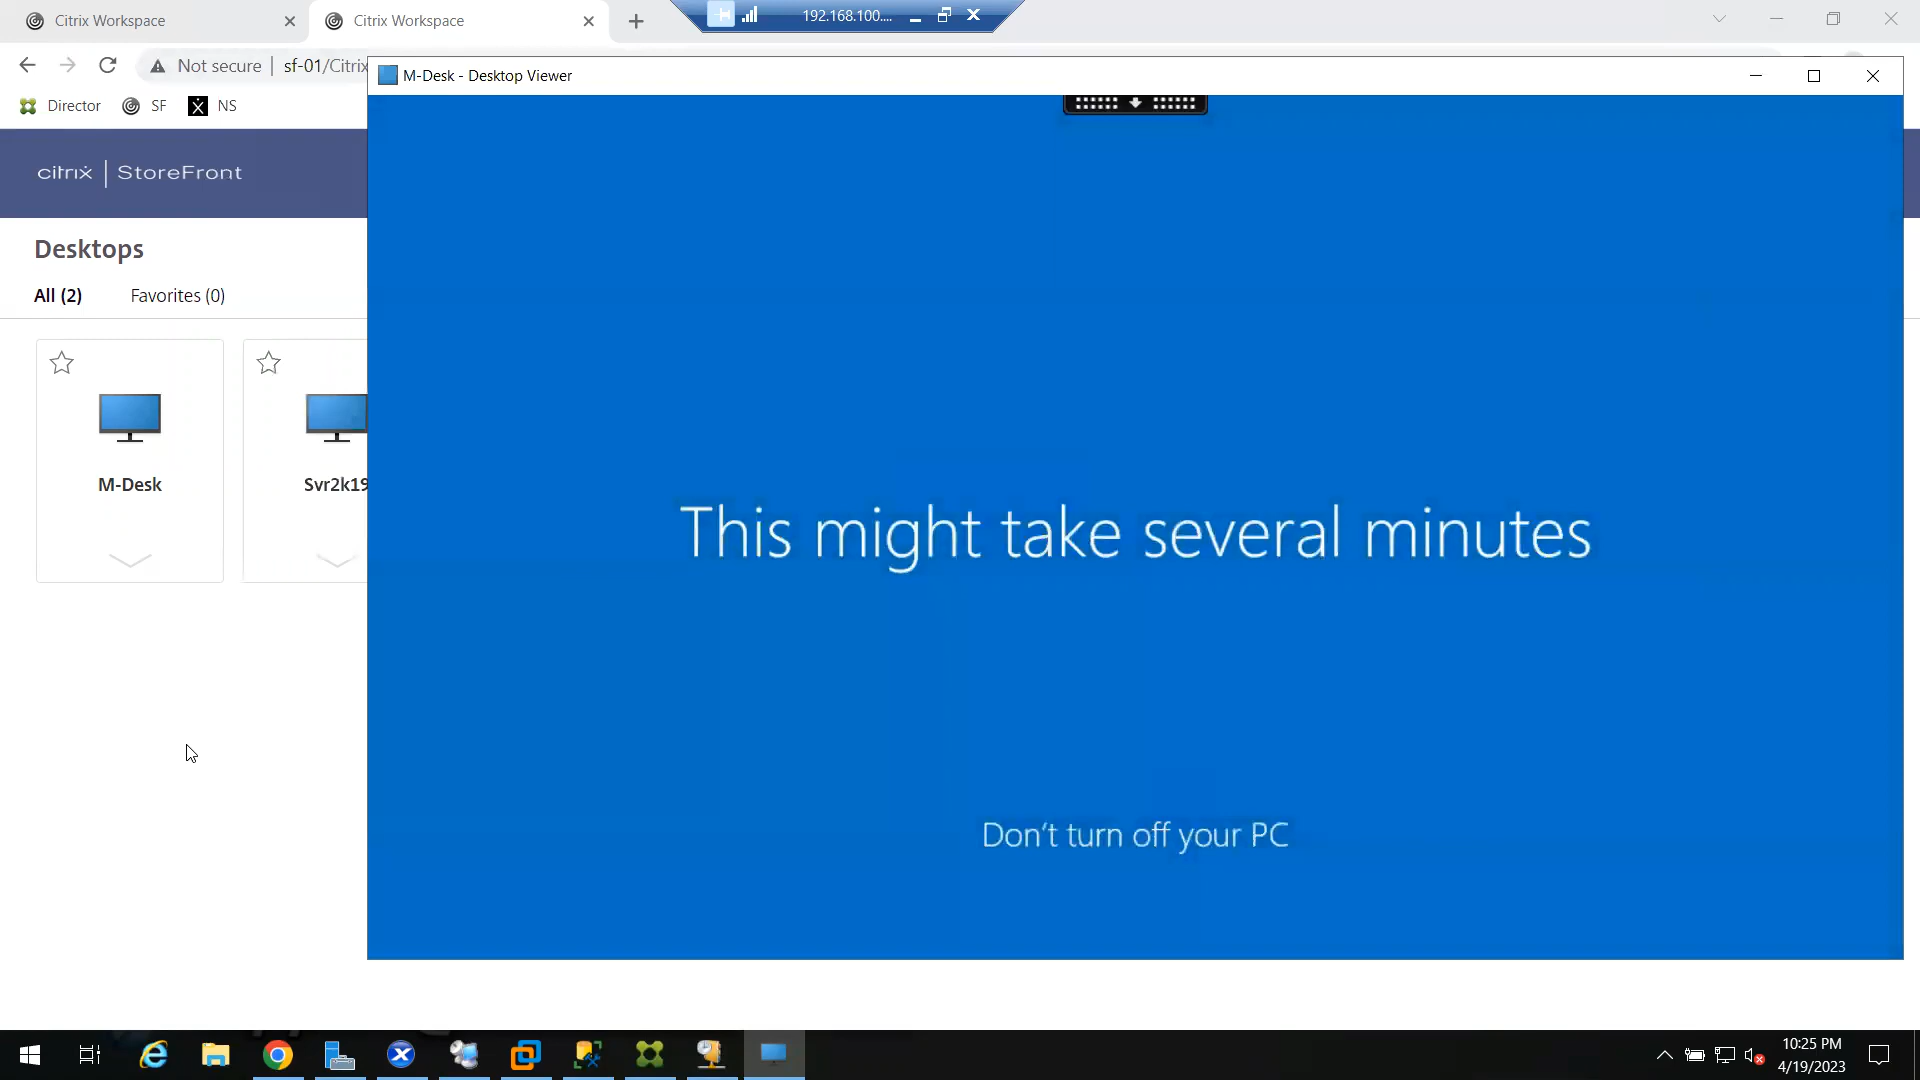 Citrix Workspace
Citrix Workspace
192.168.100....
Not secure
sf-01/Citrix
M-Desk - Desktop Viewer
Director
SF
NS
citrix | StoreFront
Desktops
All (2)
Favorites (0)
M-Desk
Svr2k19
This might take several minutes
Don't turn off your PC
10:25 PM
4/19/2023